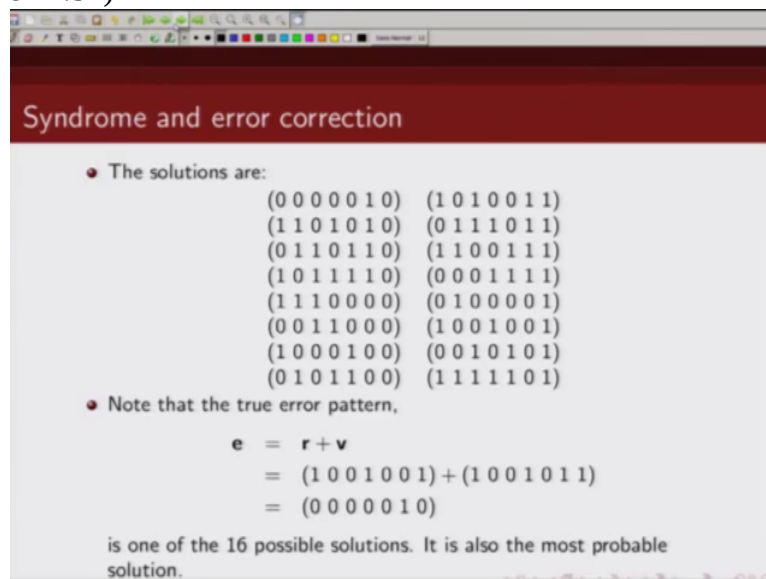 Syndrome and error correction
The solutions are:
(0 0 0 0 0 1 0) (1 0 1 0 0 1 1)
(1 1 0 1 0 1 0) (0 1 1 1 0 1 1)
(0 1 1 0 1 1 0) (1 1 0 0 1 1 1)
(1 0 1 1 1 1 0) (0 0 0 1 1 1 1)
(1 1 1 0 0 0 0) (0 1 0 0 0 0 1)
(0 0 1 1 0 0 0) (1 0 0 1 0 0 1)
(1 0 0 0 1 0 0) (0 0 1 0 1 0 1)
(0 1 0 1 1 0 0) (1 1 1 1 1 0 1)
Note that the true error pattern,
e = r + v
= (1 0 0 1 0 0 1) + (1 0 0 1 0 1 1)
= (0 0 0 0 0 1 0)
is one of the 16 possible solutions. It is also the most probable
solution.